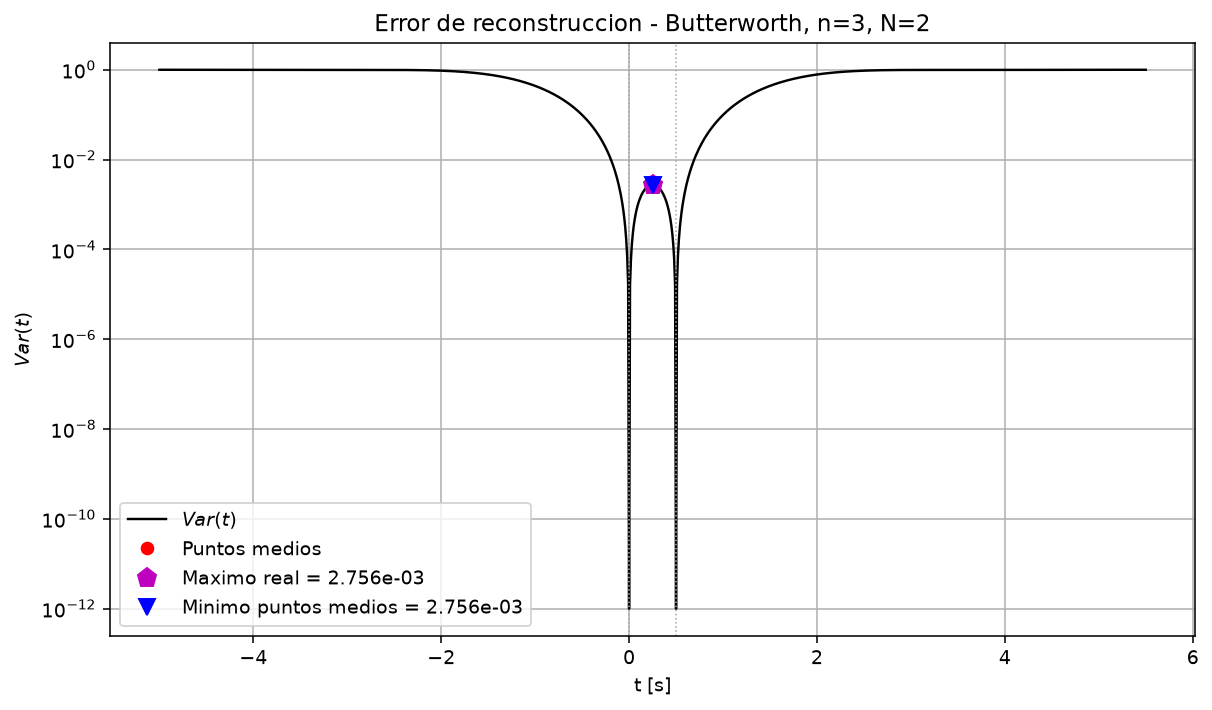 Error de reconstruccion - Butterworth, n=3, N=2
10⁰
10⁻²
10⁻⁴
10⁻⁶
10⁻⁸
10⁻¹⁰
10⁻¹²
Var(t)
Var(t)
Puntos medios
Maximo real = 2.756e-03
Minimo puntos medios = 2.756e-03
−4 −2 0 2 4 6
t [s]